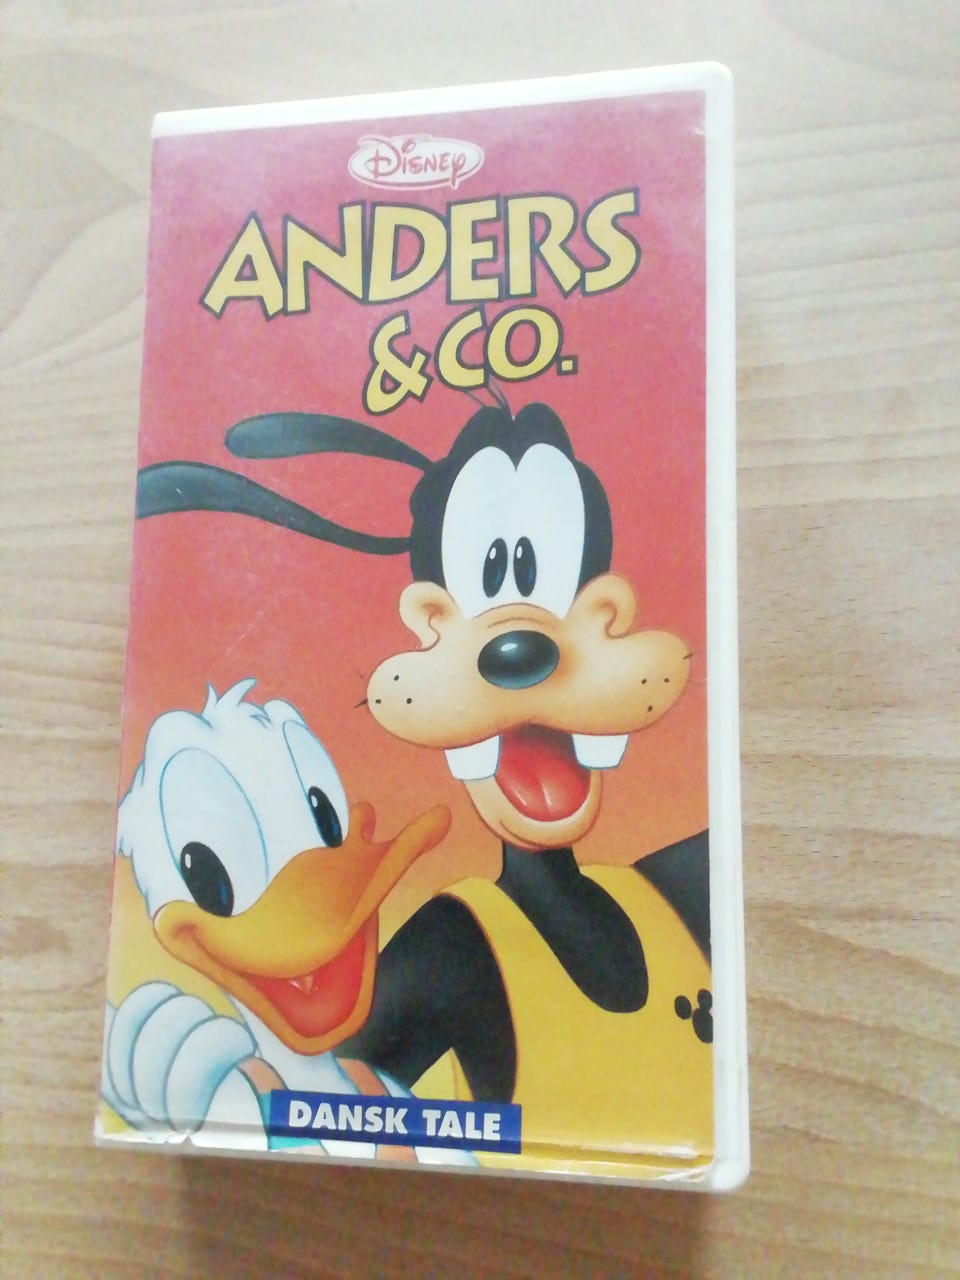 Disney
ANDERS
& CO.
DANSK TALE